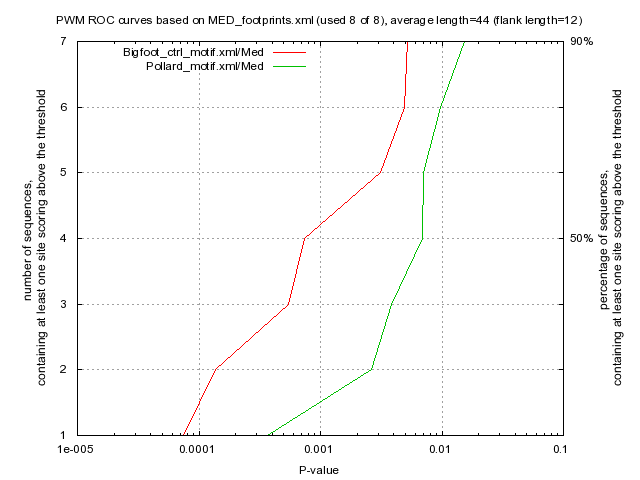 PWM ROC curves based on MED_footprints.xml (used 8 of 8), average length=44 (flank length=12)
Bigfoot_ctrl_motif.xml/Med
Pollard_motif.xml/Med
7
6
5
4
3
2
1
90%
50%
number of sequences,
containing at least one site scoring above the threshold
percentage of sequences,
containing at least one site scoring above the threshold
1e-005
0.0001
0.001
0.01
0.1
P-value